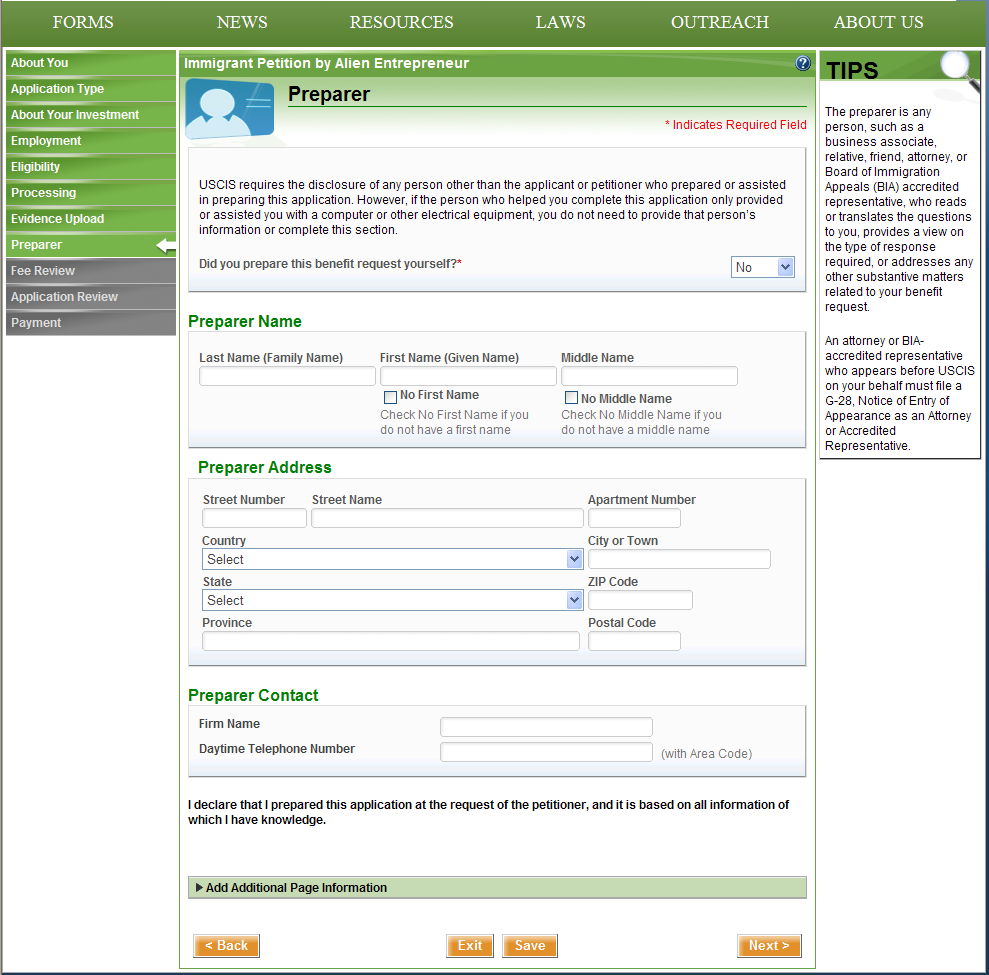 FORMS NEWS RESOURCES LAWS OUTREACH ABOUT US
About You
Application Type
About Your Investment
Employment
Eligibility
Processing
Evidence Upload
Preparer
Fee Review
Application Review
Payment
Immigrant Petition by Alien Entrepreneur ?
Preparer
* Indicates Required Field
USCIS requires the disclosure of any person other than the applicant or petitioner who prepared or assisted
in preparing this application. However, if the person who helped you complete this application only provided
or assisted you with a computer or other electrical equipment, you do not need to provide that person's
information or complete this section.
Did you prepare this benefit request yourself?* No
Preparer Name
Last Name (Family Name) First Name (Given Name) Middle Name
No First Name No Middle Name
Check No First Name if you Check No Middle Name if you
do not have a first name do not have a middle name
Preparer Address
Street Number Street Name Apartment Number
Country City or Town
Select
State ZIP Code
Select
Province Postal Code
Preparer Contact
Firm Name
Daytime Telephone Number (with Area Code)
I declare that I prepared this application at the request of the petitioner, and it is based on all information of
which I have knowledge.
Add Additional Page Information
< Back Exit Save Next >
TIPS
The preparer is any
person, such as a
business associate,
relative, friend, attorney, or
Board of Immigration
Appeals (BIA) accredited
representative, who reads
or translates the questions
to you, provides a view on
the type of response
required, or addresses any
other substantive matters
related to your benefit
request.
An attorney or BIA-
accredited representative
who appears before USCIS
on your behalf must file a
G-28, Notice of Entry of
Appearance as an Attorney
or Accredited
Representative.